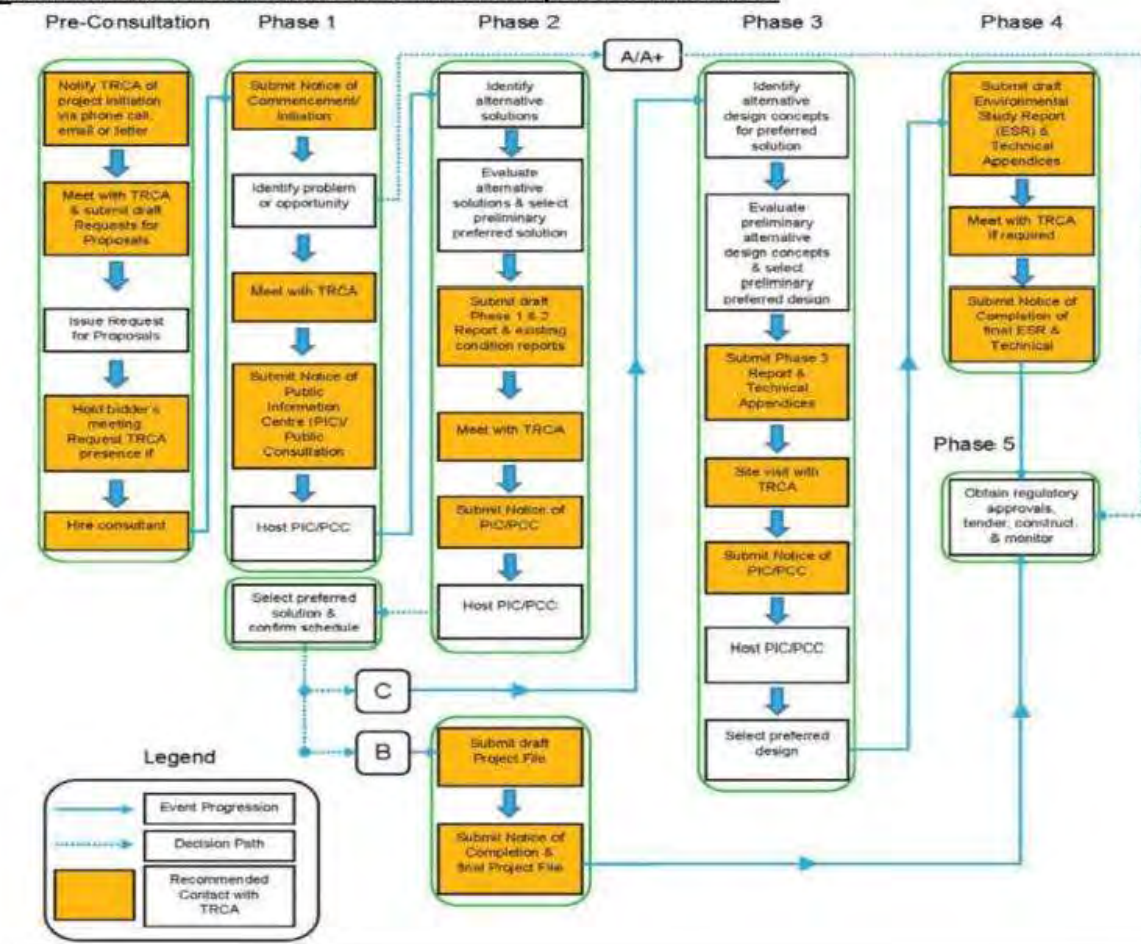 Pre-Consultation
Phase 1
Phase 2
Phase 3
Phase 4
A/A+
Notify TRCA of
project initiation
via phone call,
email or letter
Meet with TRCA
& submit draft
Requests for
Proposals
Issue Request
for Proposals
Hold bidder's
meeting
Request TRCA
presence if
Hire consultant
Submit Notice of
Commencement/
Initiation
Identify problem
or opportunity
Meet with TRCA
Submit Notice of
Public
Information
Centre (PIC)/
Public
Consultation
Host PIC/PCC
Select preferred
solution &
confirm schedule
Identify
alternative
solutions
Evaluate
alternative
solutions & select
preliminary
preferred solution
Submit draft
Phase 1 & 2
Report & existing
condition reports
Meet with TRCA
Submit Notice of
PIC/PCC
Host PIC/PCC
C
B
Submit draft
Project File
Submit Notice of
Completion &
final Project File
Identify
alternative
design concepts
for preferred
solution
Evaluate
preliminary
alternative
design concepts
& select
preliminary
preferred design
Submit Phase 3
Report &
Technical
Appendices
Site visit with
TRCA
Submit Notice of
PIC/PCC
Host PIC/PCC
Select preferred
design
Submit draft
Environmental
Study Report
(ESR) &
Technical
Appendices
Meet with TRCA
if required
Submit Notice of
Completion of
final ESR &
Technical
Phase 5
Obtain regulatory
approvals,
tender, construct
& monitor
Legend
Event Progression
Decision Path
Recommended
Contact with
TRCA